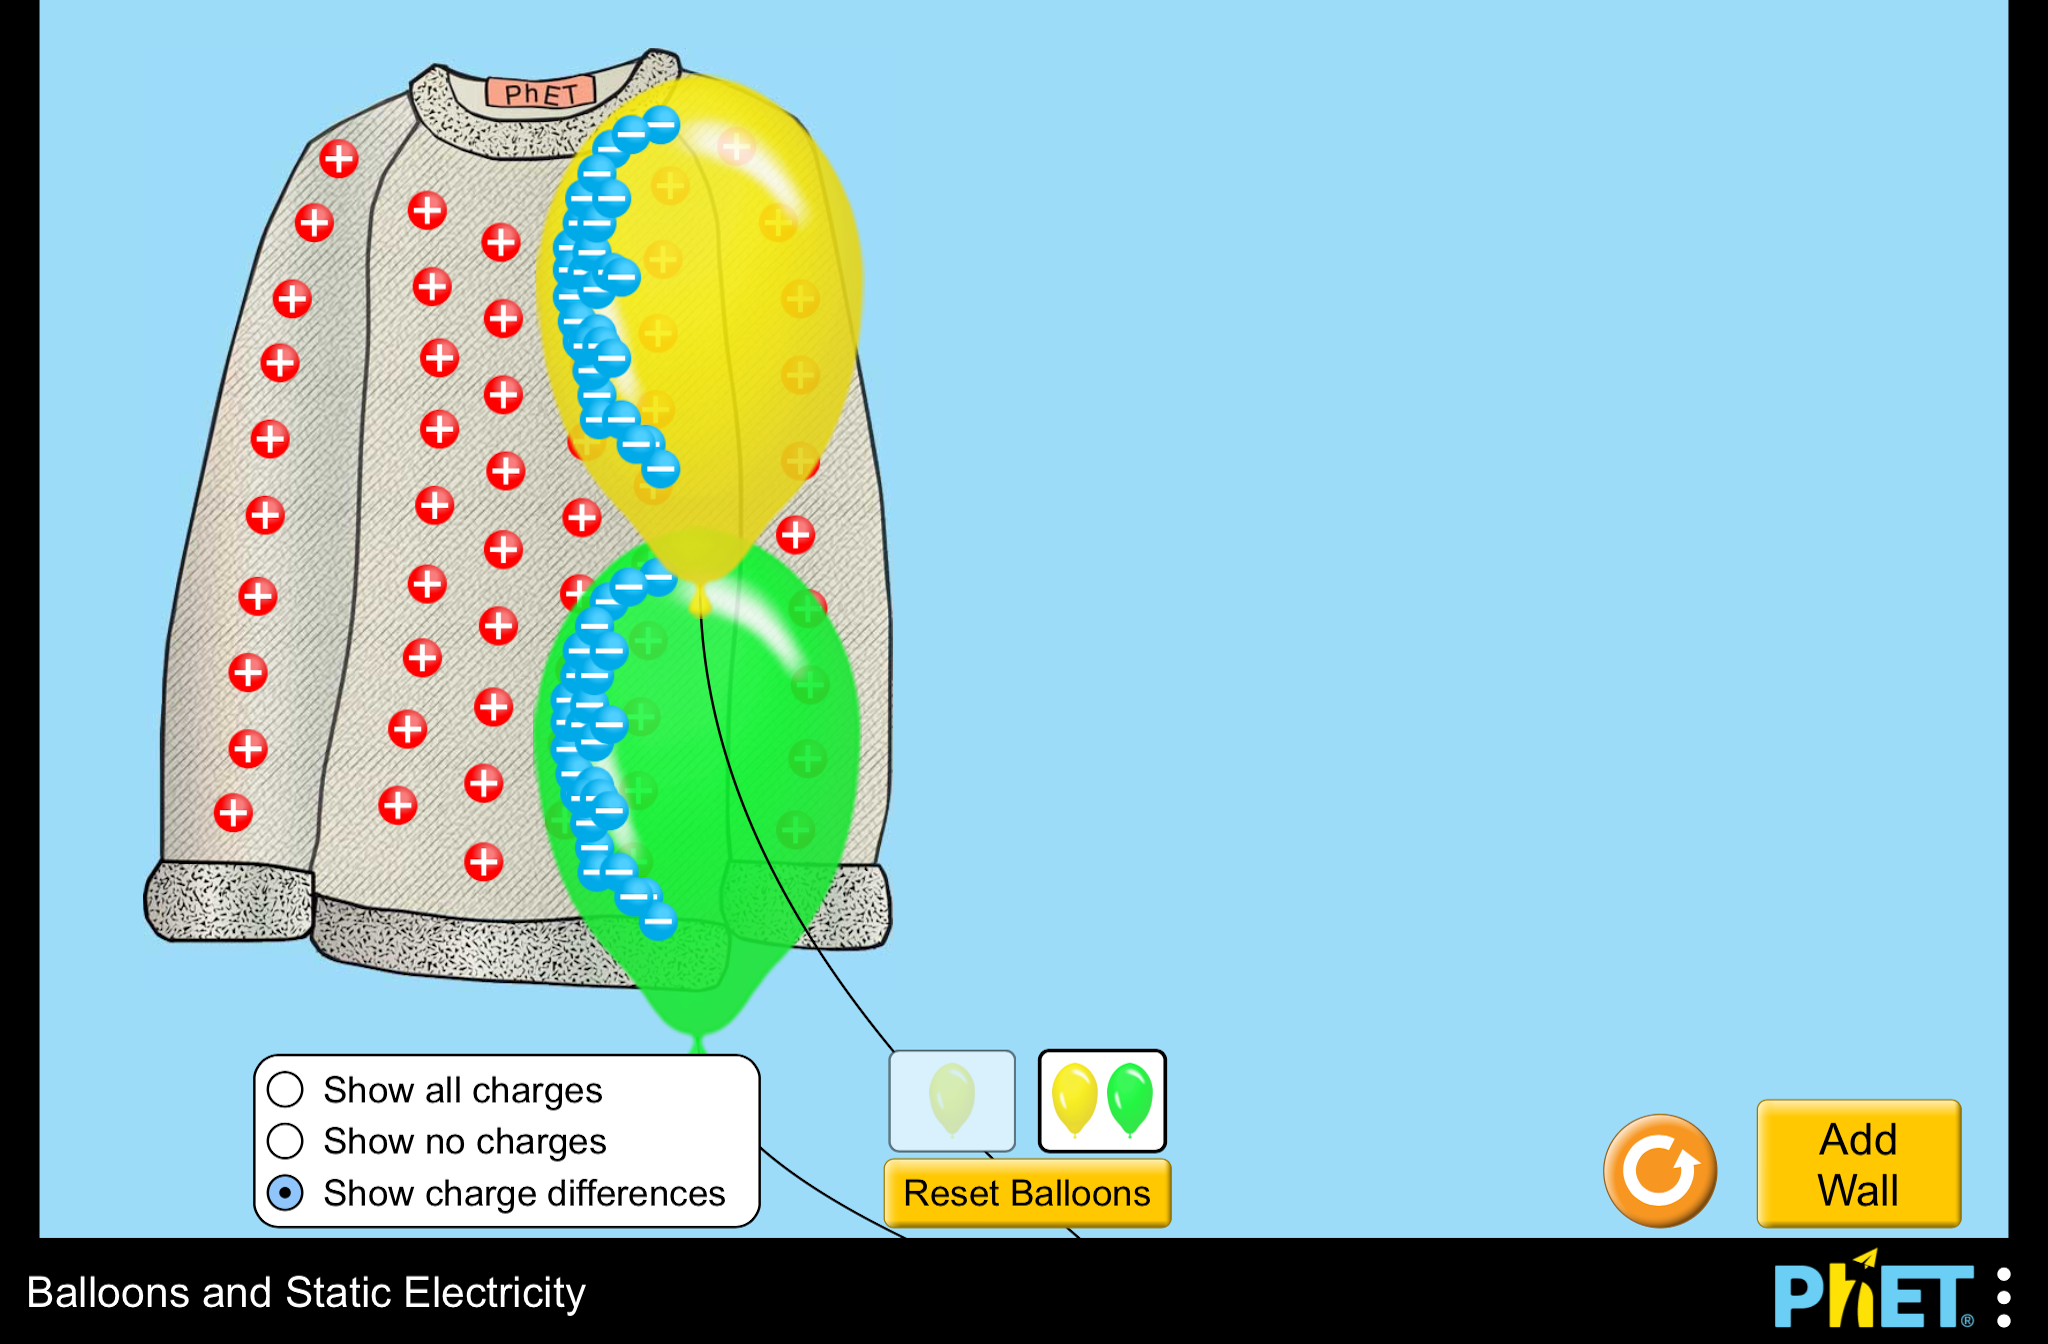 PhET
Show all charges
Show no charges
Show charge differences
Reset Balloons
Add
Wall
Balloons and Static Electricity
PhET®